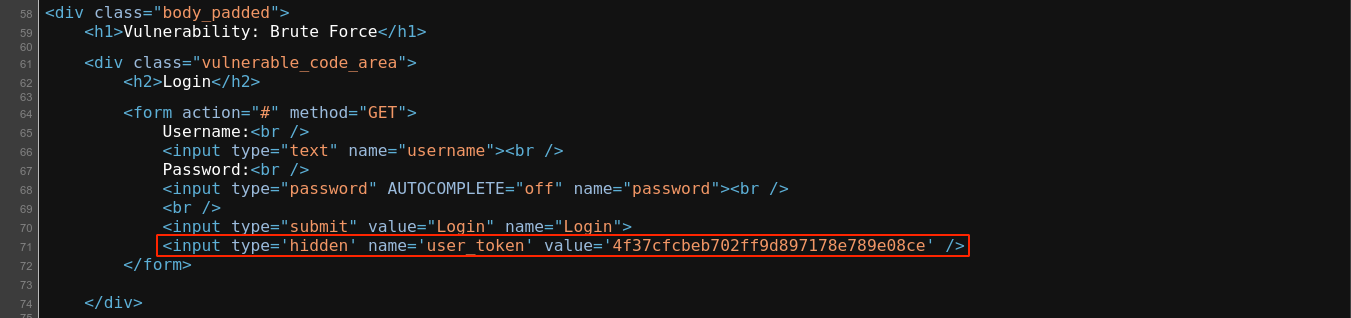 58 <div class="body_padded">
59 <h1>Vulnerability: Brute Force</h1>
60
61 <div class="vulnerable_code_area">
62 <h2>Login</h2>
63
64 <form action="#" method="GET">
65 Username:<br />
66 <input type="text" name="username"><br />
67 Password:<br />
68 <input type="password" AUTOCOMPLETE="off" name="password"><br />
69 <br />
70 <input type="submit" value="Login" name="Login">
71 <input type='hidden' name='user_token' value='4f37cfcbeb702ff9d897178e789e08ce' />
72 </form>
73
74 </div>
75